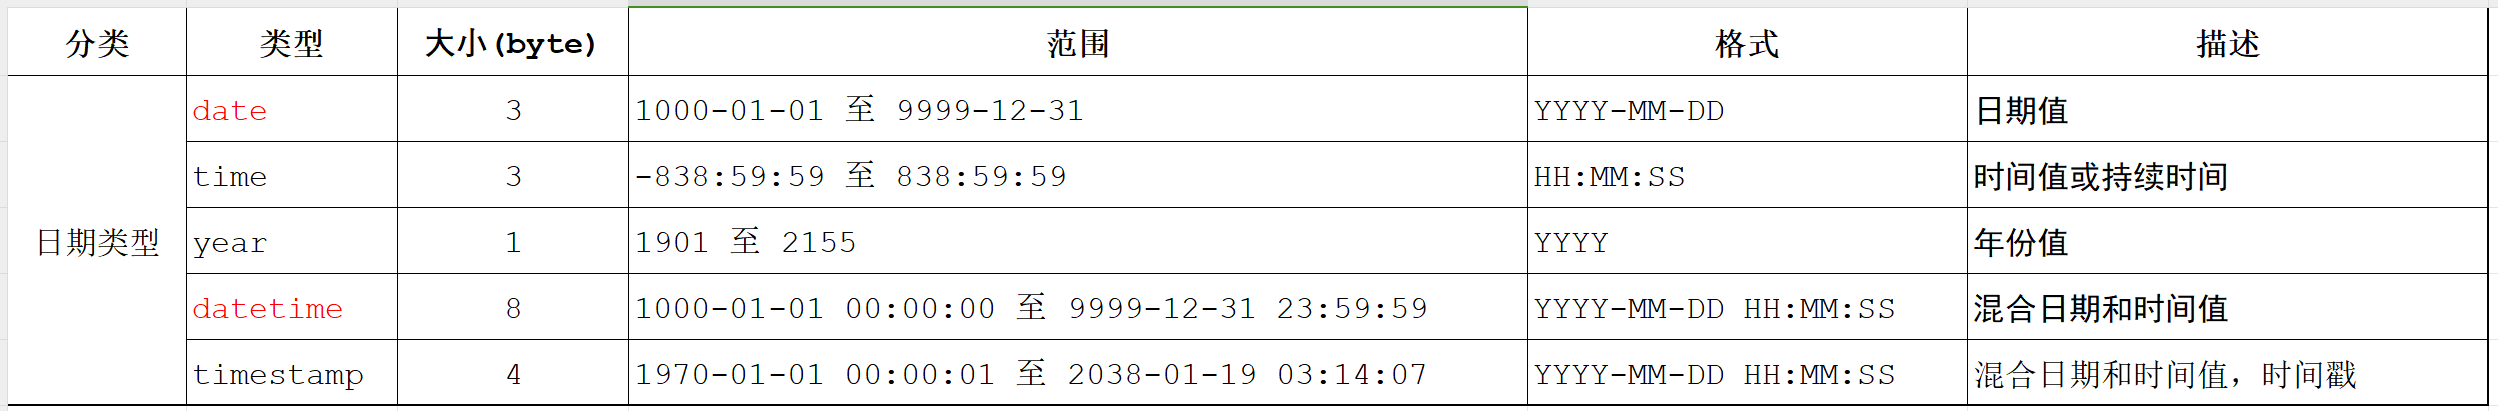 分类 类型 大小(byte) 范围 格式 描述
date 3 1000-01-01 至 9999-12-31 YYYY-MM-DD 日期值
time 3 -838:59:59 至 838:59:59 HH:MM:SS 时间值或持续时间
日期类型 year 1 1901 至 2155 YYYY 年份值
datetime 8 1000-01-01 00:00:00 至 9999-12-31 23:59:59 YYYY-MM-DD HH:MM:SS 混合日期和时间值
timestamp 4 1970-01-01 00:00:01 至 2038-01-19 03:14:07 YYYY-MM-DD HH:MM:SS 混合日期和时间值，时间戳